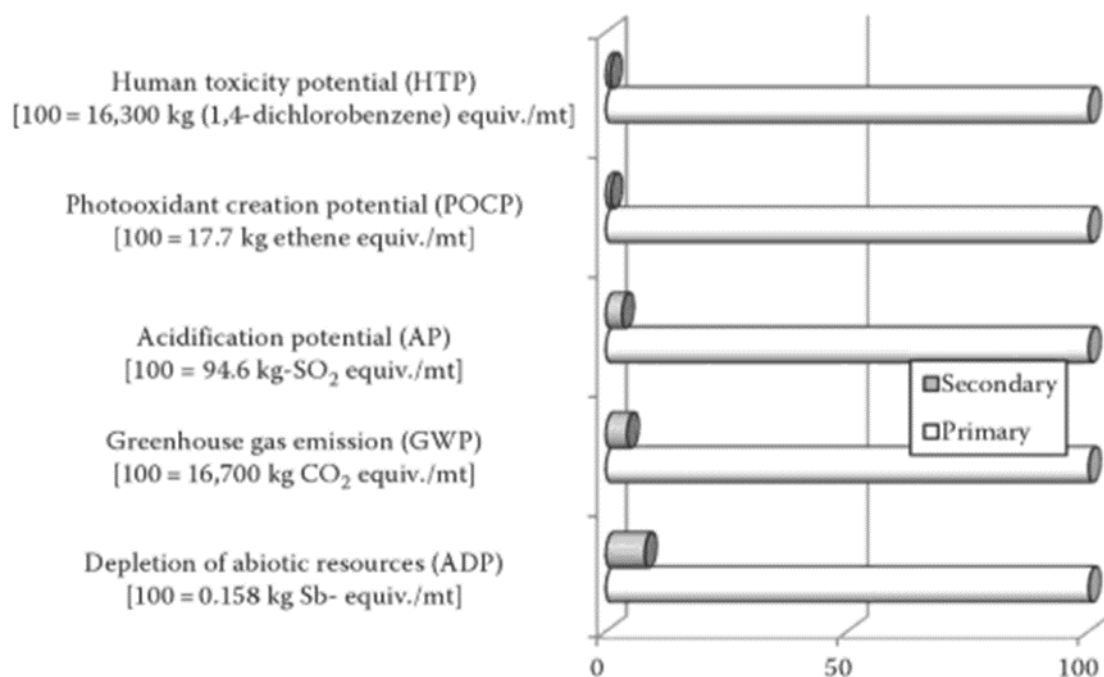 Human toxicity potential (HTP)
[100 = 16,300 kg (1,4-dichlorobenzene) equiv./mt]
Photooxidant creation potential (POCP)
[100 = 17.7 kg ethene equiv./mt]
Acidification potential (AP)
[100 = 94.6 kg-SO₂ equiv./mt]
Greenhouse gas emission (GWP)
[100 = 16,700 kg CO₂ equiv./mt]
Depletion of abiotic resources (ADP)
[100 = 0.158 kg Sb- equiv./mt]
Secondary
Primary
0 50 100